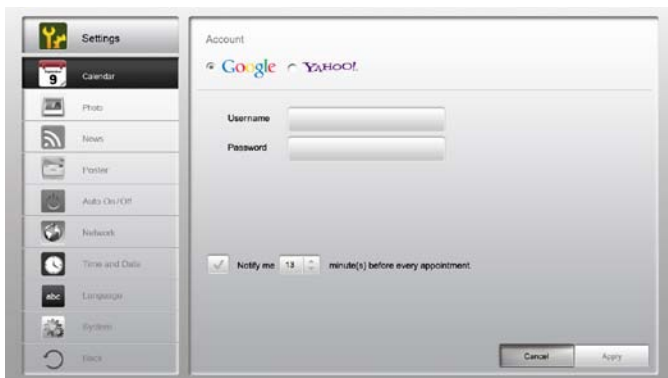 Settings
Calendar
9
Photo
News
Poster
Auto On/Off
Network
Time and Date
abc
Language
System
Back
Account
Google YAHOO!
Username
Password
Notify me 13 minute(s) before every appointment.
Cancel Apply